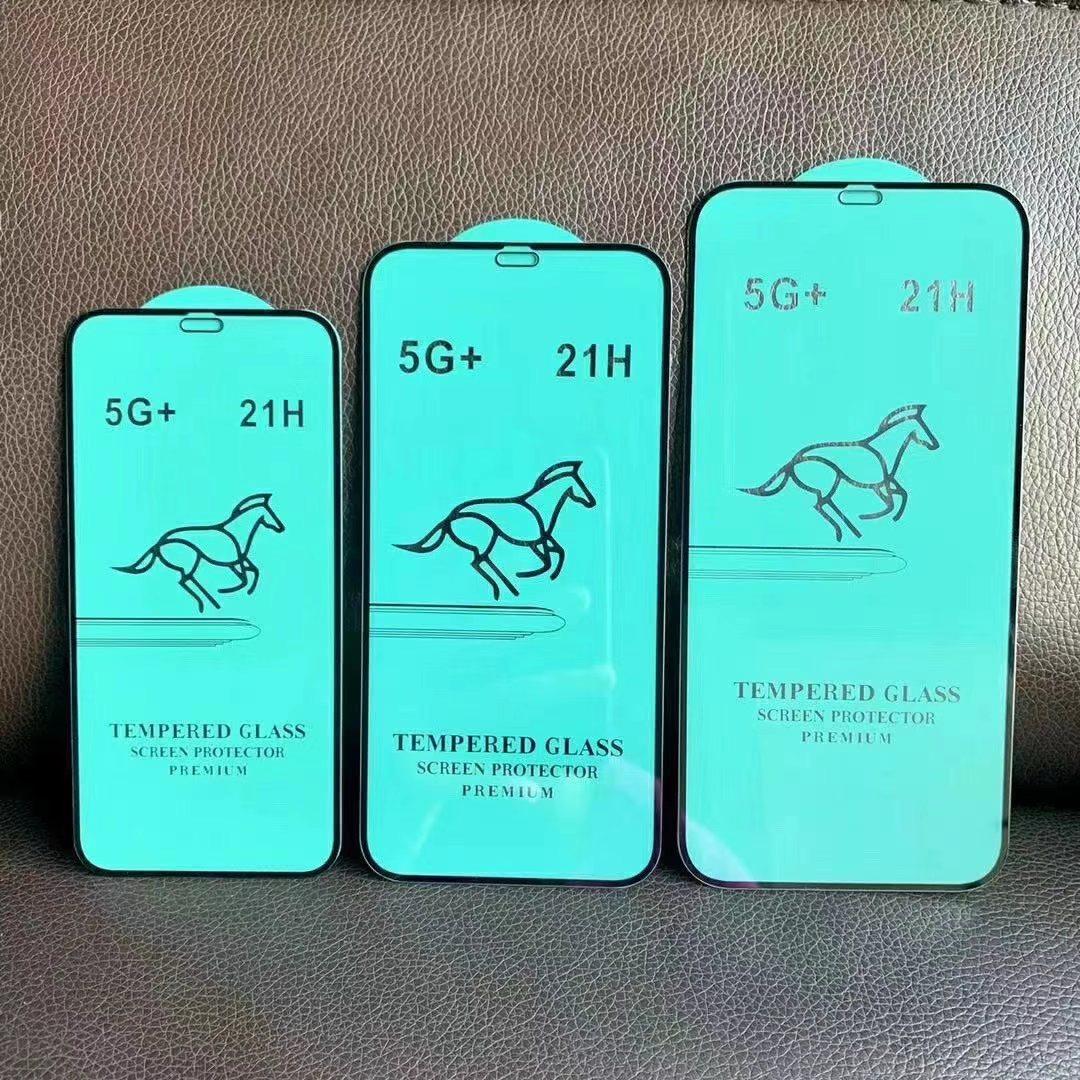 5G+ 21H
TEMPERED GLASS
SCREEN PROTECTOR
PREMIUM
5G+ 21H
TEMPERED GLASS
SCREEN PROTECTOR
PREMIUM
5G+ 21H
TEMPERED GLASS
SCREEN PROTECTOR
PREMIUM